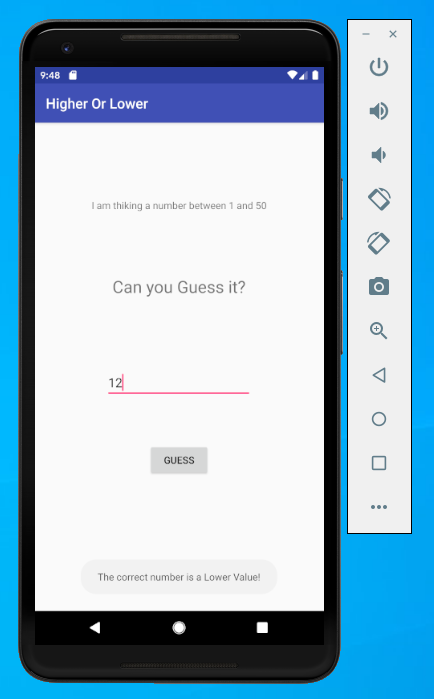 9:48
Higher Or Lower
I am thiking a number between 1 and 50
Can you Guess it?
12
GUESS
The correct number is a Lower Value!